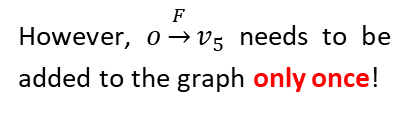 However, o →F v₅ needs to be
added to the graph only once!